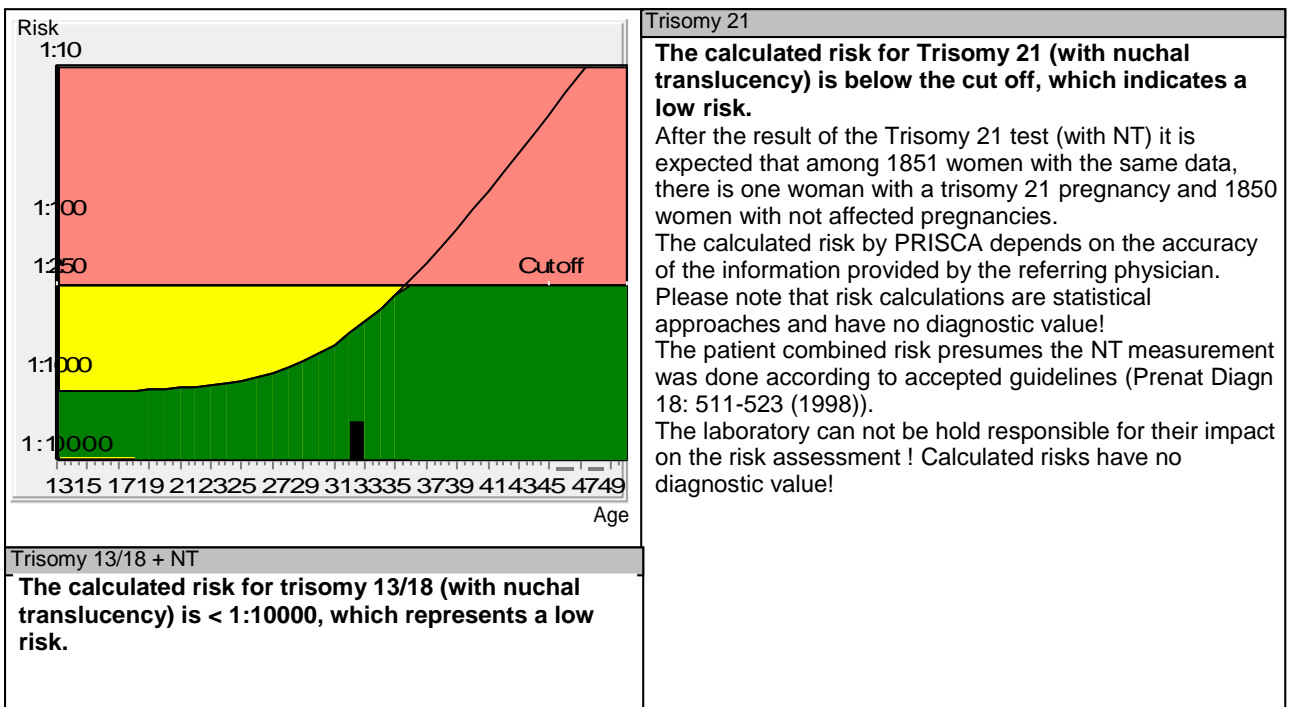 Risk
1:10
1:100
1:250
Cutoff
1:1000
1:10000
1315 1719 212325 2729 313335 3739 414345 4749
Age
Trisomy 13/18 + NT
The calculated risk for trisomy 13/18 (with nuchal
translucency) is < 1:10000, which represents a low
risk.
Trisomy 21
The calculated risk for Trisomy 21 (with nuchal
translucency) is below the cut off, which indicates a
low risk.
After the result of the Trisomy 21 test (with NT) it is
expected that among 1851 women with the same data,
there is one woman with a trisomy 21 pregnancy and 1850
women with not affected pregnancies.
The calculated risk by PRISCA depends on the accuracy
of the information provided by the referring physician.
Please note that risk calculations are statistical
approaches and have no diagnostic value!
The patient combined risk presumes the NT measurement
was done according to accepted guidelines (Prenat Diagn
18: 511-523 (1998)).
The laboratory can not be hold responsible for their impact
on the risk assessment ! Calculated risks have no
diagnostic value!